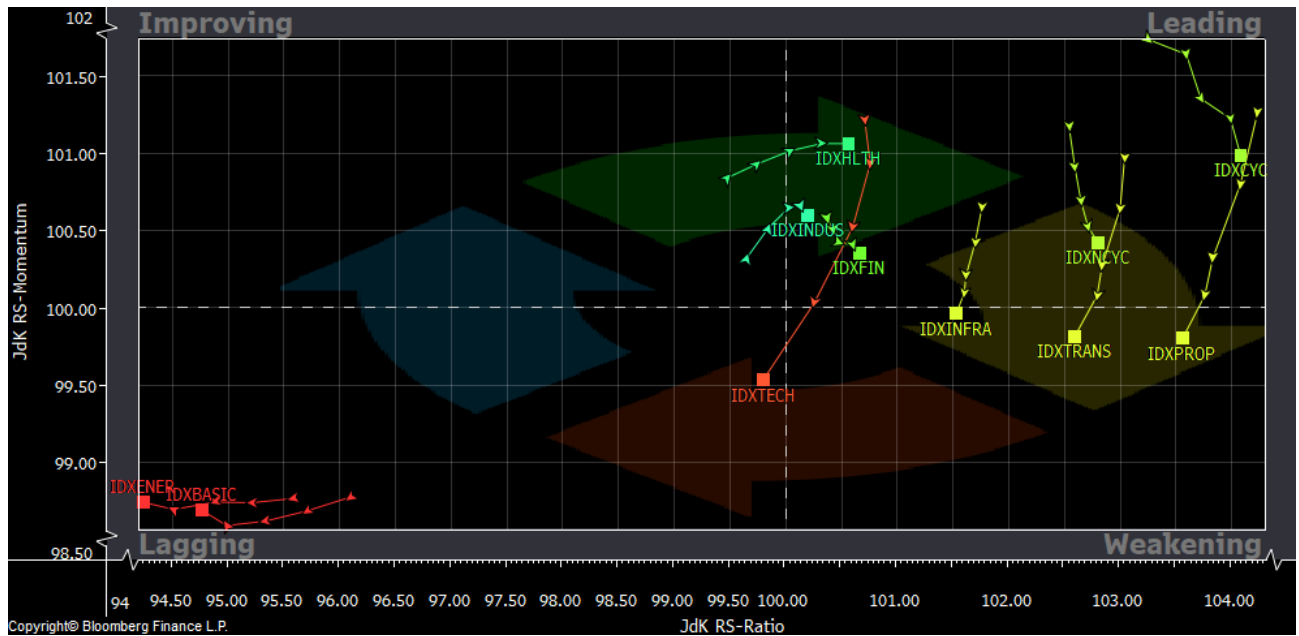 102
Improving
Leading
101.50
101.00
IDXHLTH
IDXCYC
100.50
IDXINDUS
IDXNCYC
IDXFIN
100.00
IDXINFRA
IDXTRANS
IDXPROP
99.50
IDXTECH
99.00
IDXENER
IDXBASIC
98.50
Lagging
Weakening
JdK RS-Momentum
94
94.50 95.00 95.50 96.00 96.50 97.00 97.50 98.00 98.50 99.00 99.50 100.00 101.00 102.00 103.00 104.00
Copyright© Bloomberg Finance L.P.
JdK RS-Ratio